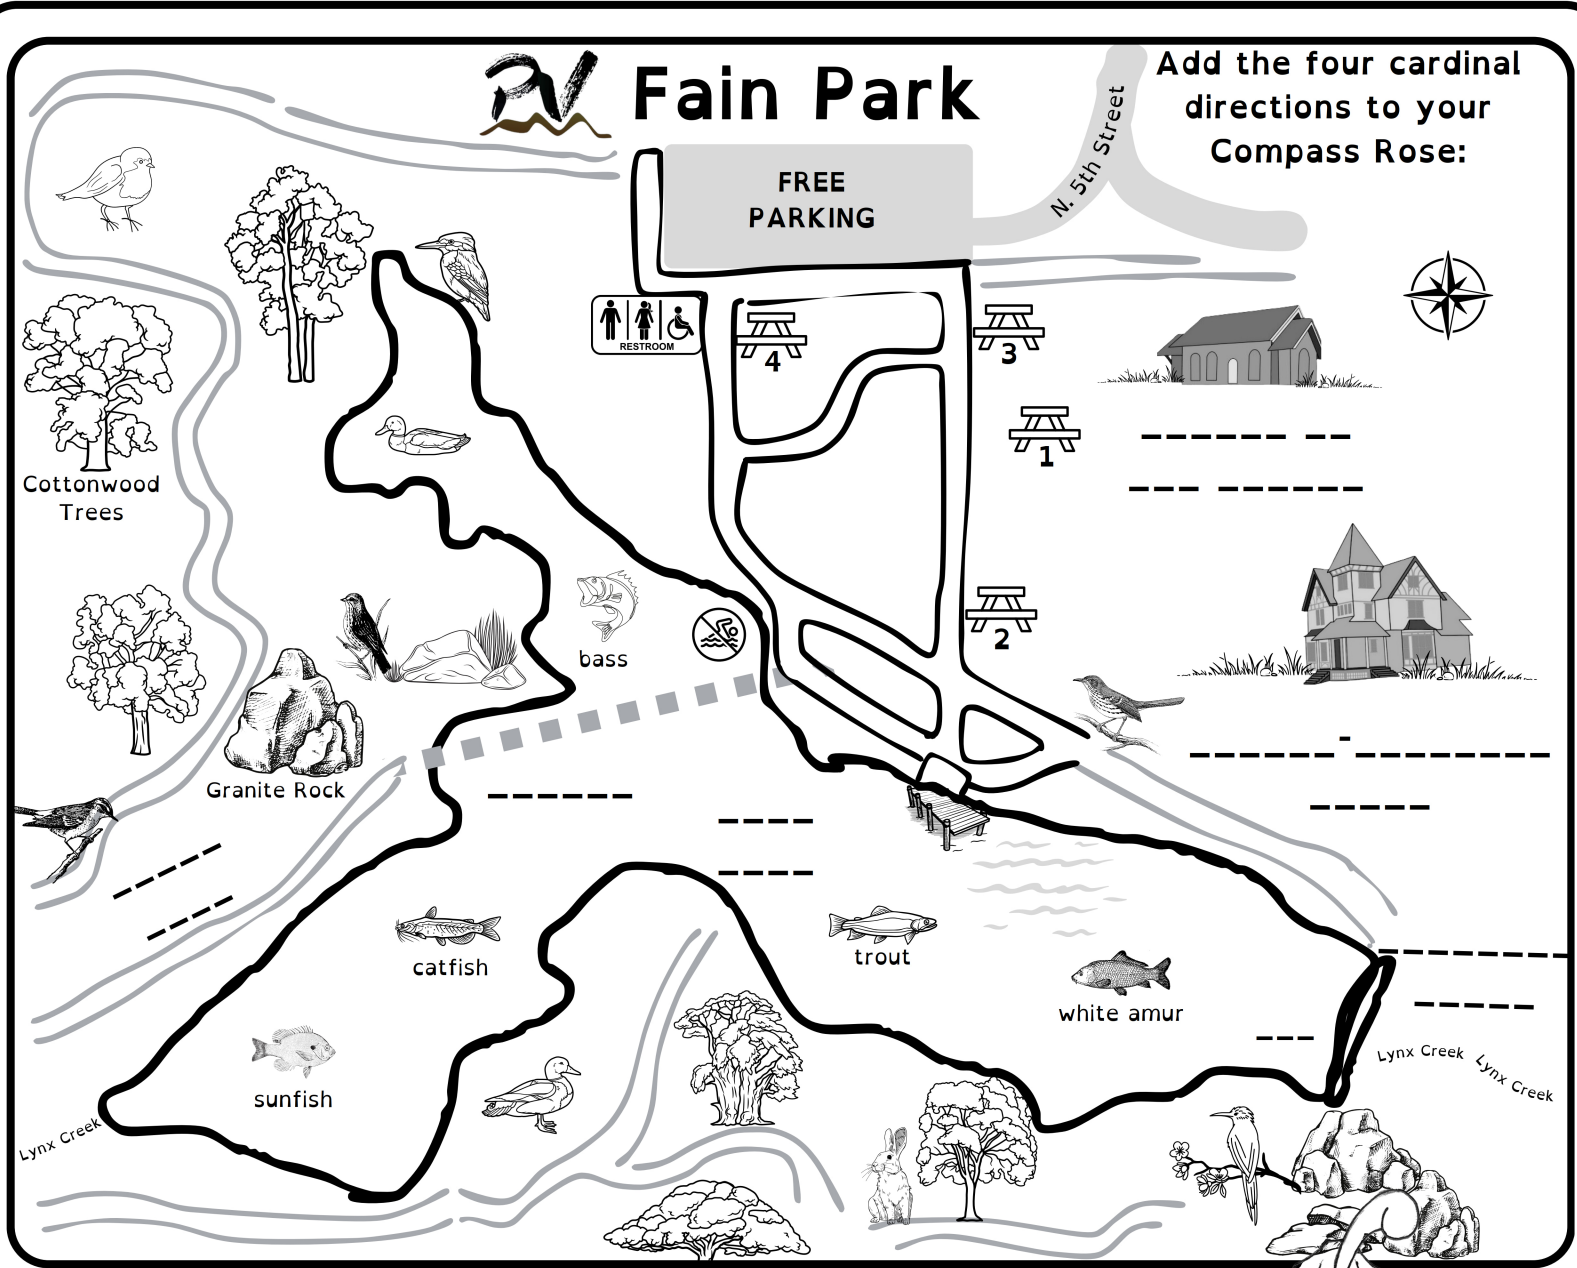 PV
Fain Park
Add the four cardinal
directions to your
Compass Rose:
N. 5th Street
FREE
PARKING
RESTROOM
4
3
1
2
Cottonwood
Trees
bass
Granite Rock
catfish
trout
white amur
sunfish
Lynx Creek
Lynx Creek
Lynx Creek